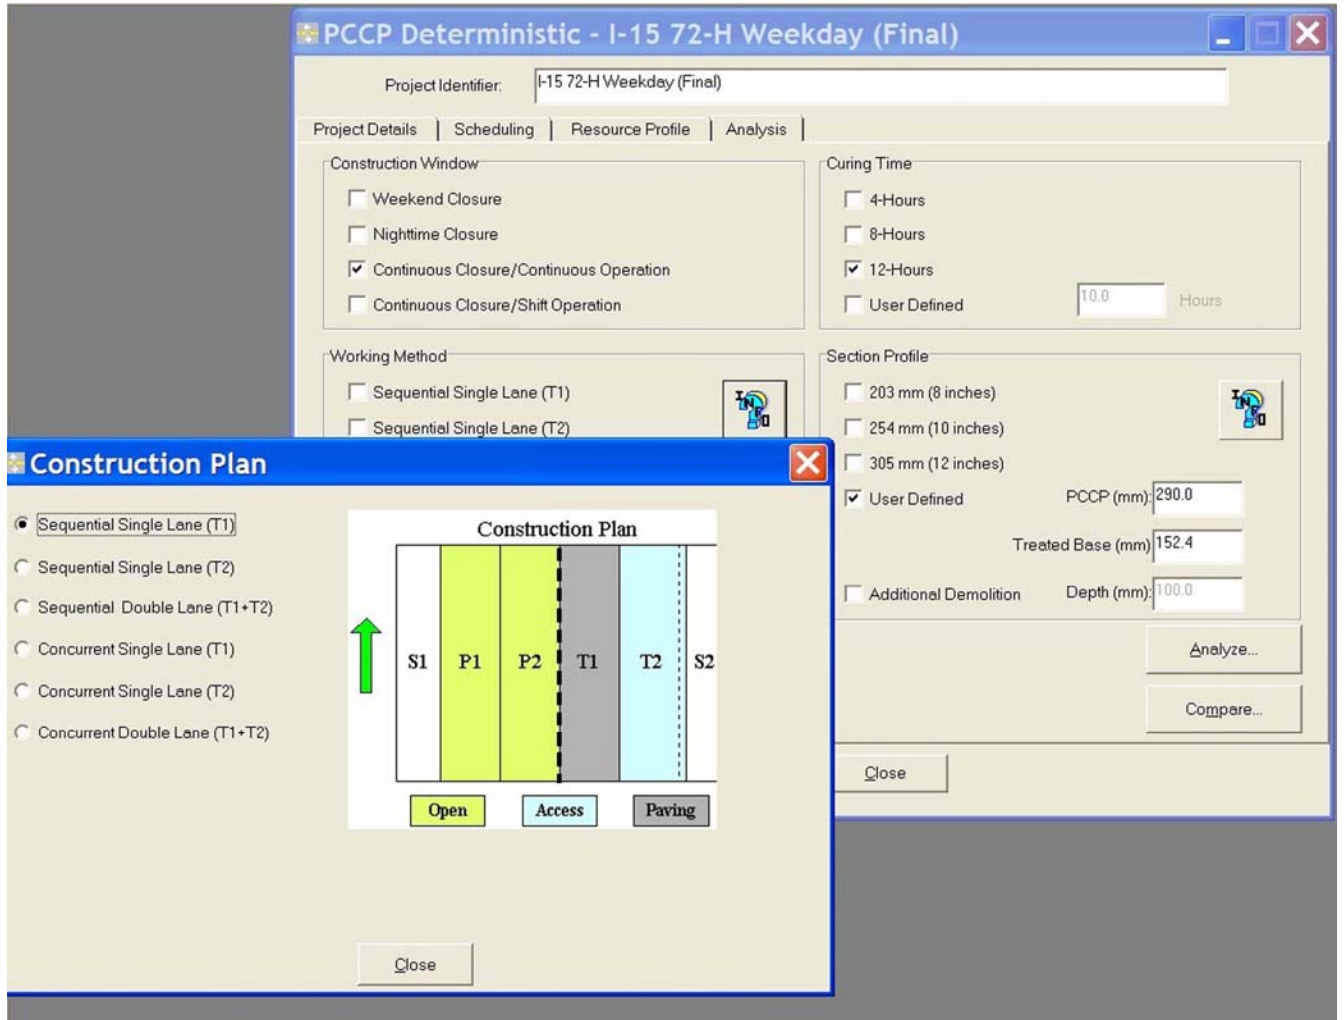 PCCP Deterministic - I-15 72-H Weekday (Final)
Project Identifier: I-15 72-H Weekday (Final)
Project Details | Scheduling | Resource Profile | Analysis
Construction Window
Weekend Closure
Nighttime Closure
Continuous Closure/Continuous Operation
Continuous Closure/Shift Operation
Curing Time
4-Hours
8-Hours
12-Hours
User Defined 10.0 Hours
Working Method
Sequential Single Lane (T1)
Sequential Single Lane (T2)
INFO
Section Profile
203 mm (8 inches)
254 mm (10 inches)
305 mm (12 inches)
User Defined PCCP (mm): 290.0
Treated Base (mm) 152.4
Additional Demolition Depth (mm): 100.0
INFO
Analyze...
Compare...
Close
Construction Plan
Sequential Single Lane (T1)
Sequential Single Lane (T2)
Sequential Double Lane (T1+T2)
Concurrent Single Lane (T1)
Concurrent Single Lane (T2)
Concurrent Double Lane (T1+T2)
Construction Plan
S1 P1 P2 T1 T2 S2
Open Access Paving
Close